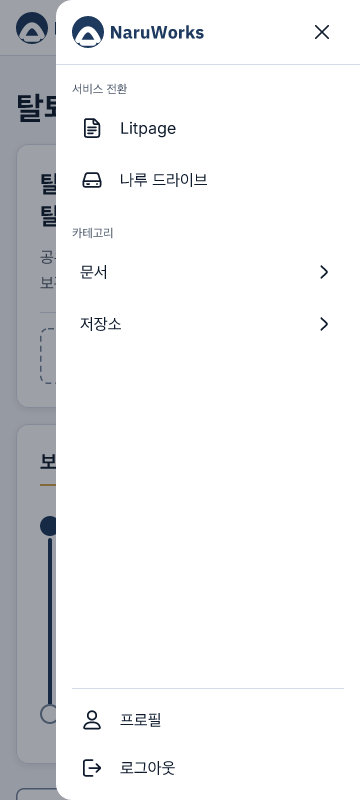 NaruWorks
서비스 전환
Litpage
나루 드라이브
카테고리
문서
저장소
프로필
로그아웃